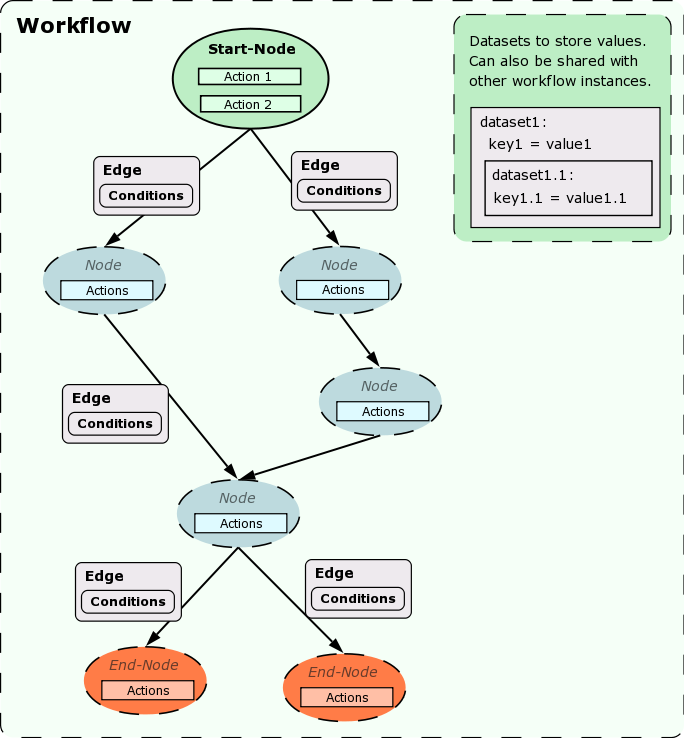 Workflow
Start-Node
Action 1
Action 2
Datasets to store values.
Can also be shared with
other workflow instances.
dataset1:
key1 = value1
dataset1.1:
key1.1 = value1.1
Edge
Conditions
Edge
Conditions
Node
Actions
Node
Actions
Node
Actions
Edge
Conditions
Node
Actions
Edge
Conditions
Edge
Conditions
End-Node
Actions
End-Node
Actions